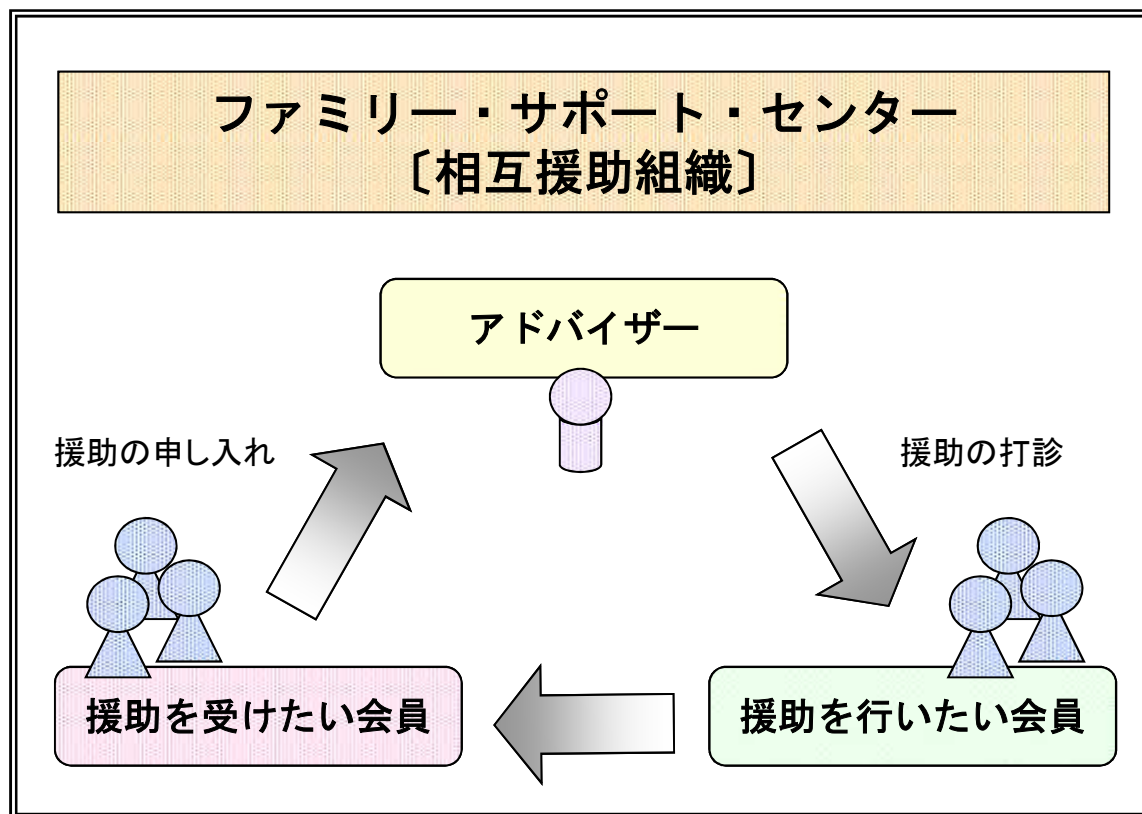 ファミリー・サポート・センター
〔相互援助組織〕
アドバイザー
援助の申し入れ
援助の打診
援助を受けたい会員
援助を行いたい会員